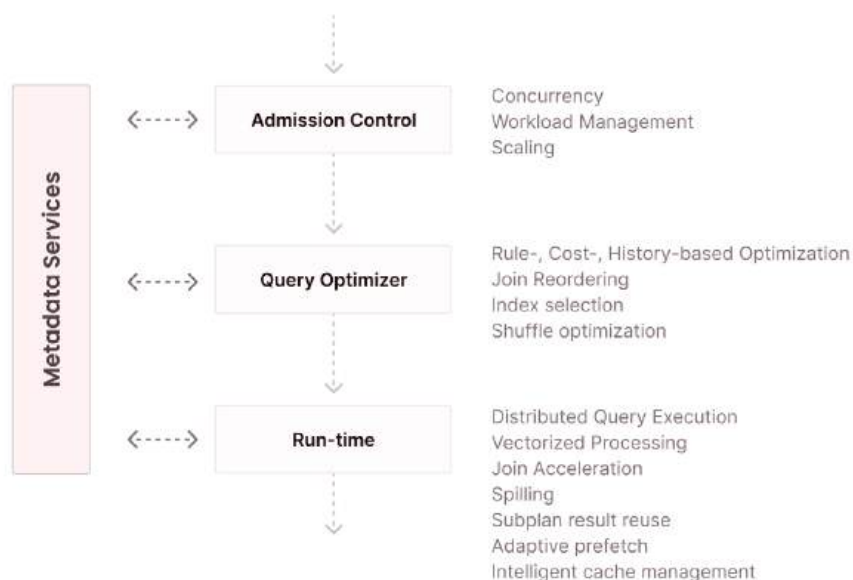 Metadata Services
Admission Control
Concurrency
Workload Management
Scaling
Query Optimizer
Rule-, Cost-, History-based Optimization
Join Reordering
Index selection
Shuffle optimization
Run-time
Distributed Query Execution
Vectorized Processing
Join Acceleration
Spilling
Subplan result reuse
Adaptive prefetch
Intelligent cache management